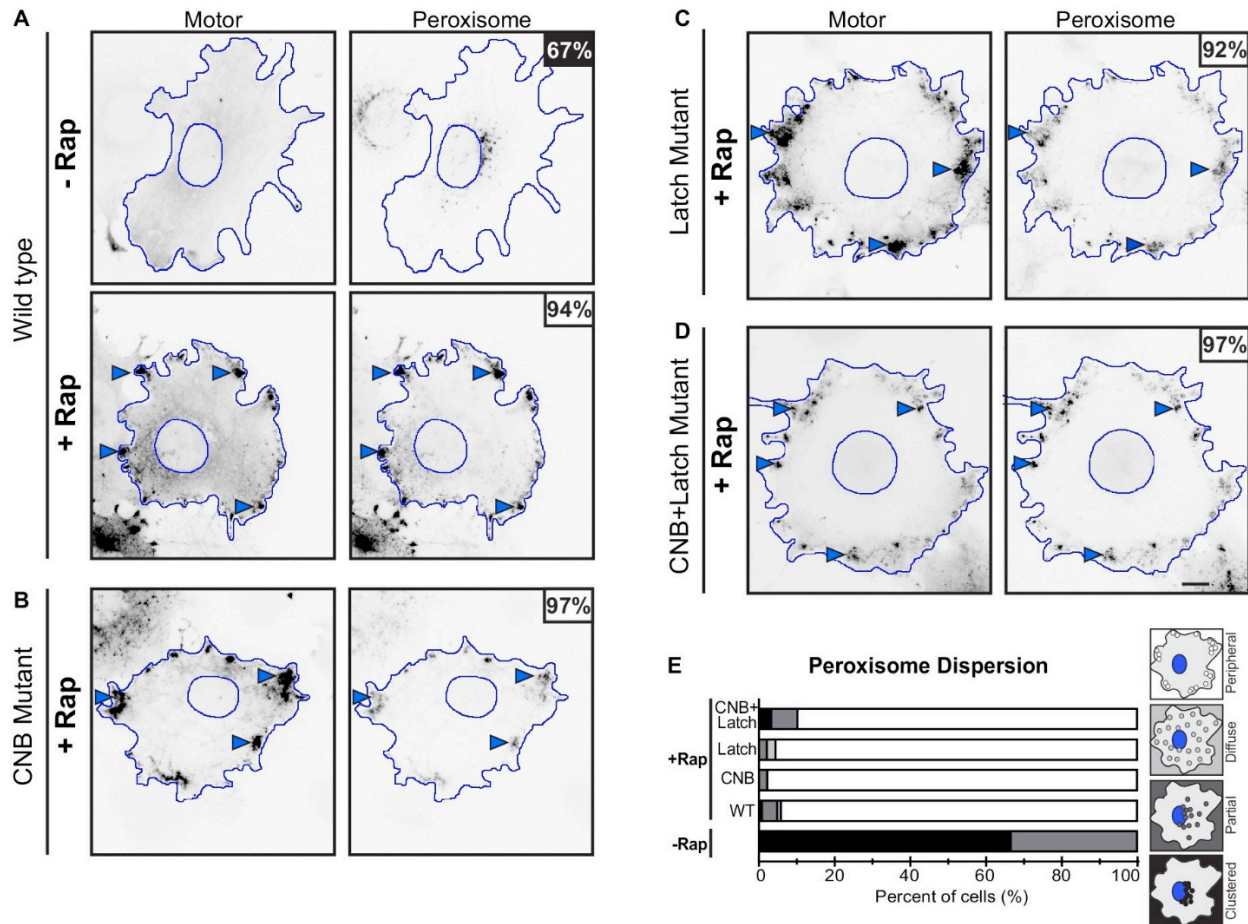 A
Motor
Peroxisome
Wild type
- Rap
67%
+ Rap
94%
B
CNB Mutant
+ Rap
97%
C
Motor
Peroxisome
Latch Mutant
+ Rap
92%
D
CNB+Latch Mutant
+ Rap
97%
E
Peroxisome Dispersion
CNB+
Latch
Latch
+Rap
CNB
WT
-Rap
0 20 40 60 80 100
Percent of cells (%)
Peripheral
Diffuse
Partial
Clustered